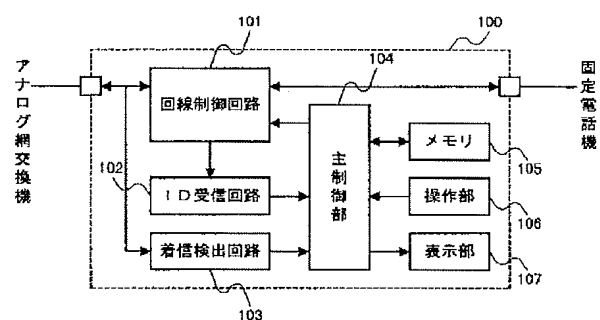 101
100
104
アナログ網交換機
回線制御回路
固定電話機
メモリ
105
102
ID受信回路
主制御部
操作部
106
着信検出回路
表示部
107
103